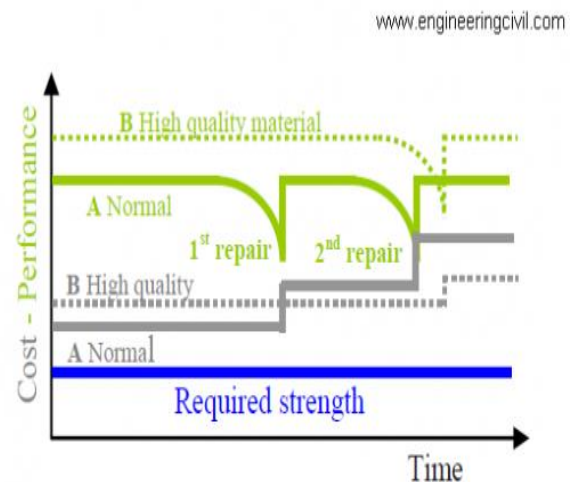 www.engineeringcivil.com
B High quality material
A Normal
1st repair
2nd repair
B High quality
A Normal
Required strength
Cost - Performance
Time